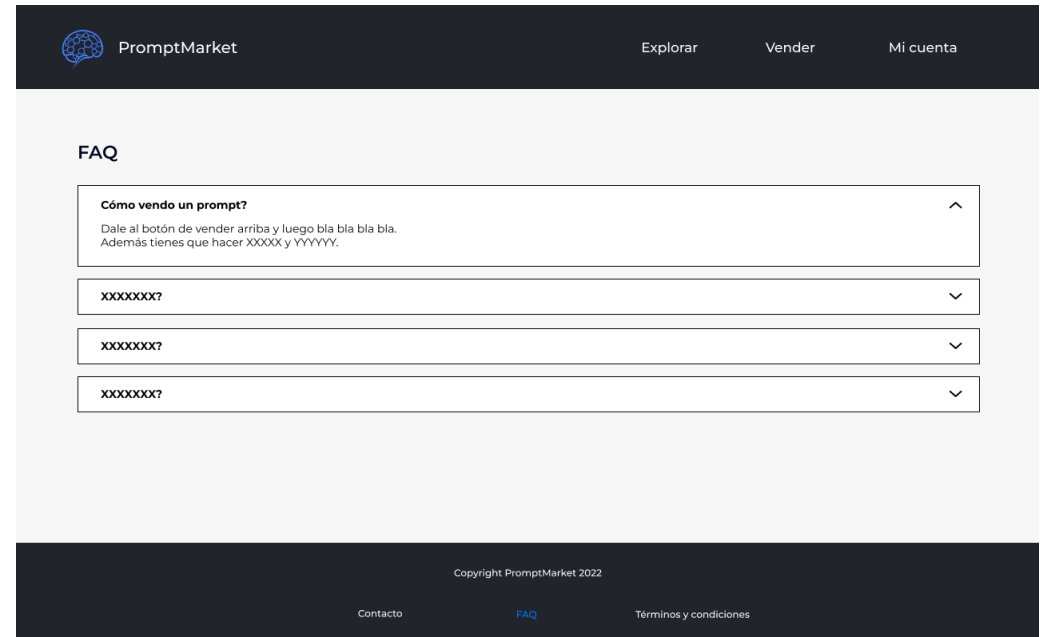 PromptMarket
Explorar
Vender
Mi cuenta
FAQ
Cómo vendo un prompt?
Dale al botón de vender arriba y luego bla bla bla bla.
Además tienes que hacer XXXXX y YYYYYY.
XXXXXXX?
XXXXXXX?
XXXXXXX?
Copyright PromptMarket 2022
Contacto
FAQ
Términos y condiciones